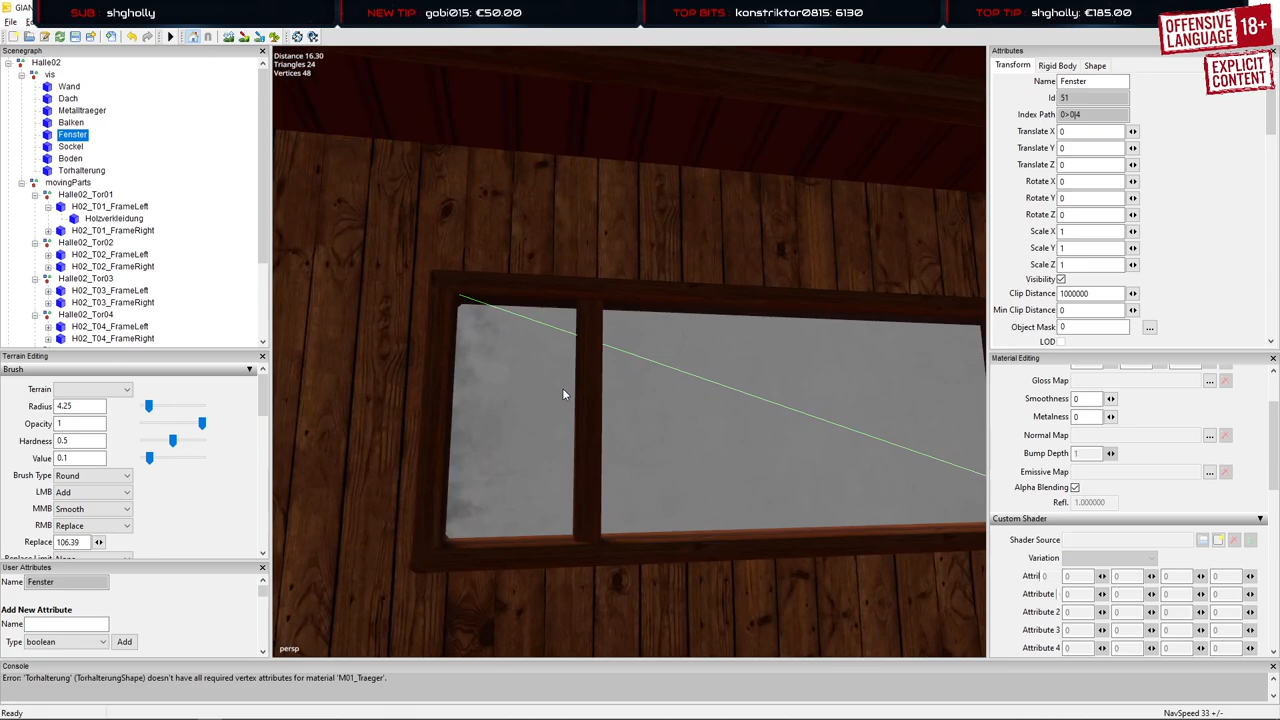 SUB: shgholly
NEW TIP: gobi015: €50.00
TOP BITS: konstriktor0815: 6130
TOP TIP: shgholly: €18.00
OFFENSIVE LANGUAGE 18+
EXPLICIT CONTENT
GIAN
File
Scenegraph
Halle02
vis
Wand
Dach
Metalltraeger
Balken
Fenster
Sockel
Boden
Torhalterung
movingParts
Halle02_Tor01
H02_T01_FrameLeft
Holzverkleidung
H02_T01_FrameRight
Halle02_Tor02
H02_T02_FrameLeft
H02_T02_FrameRight
Halle02_Tor03
H02_T03_FrameLeft
H02_T03_FrameRight
Halle02_Tor04
H02_T04_FrameLeft
H02_T04_FrameRight
Terrain Editing
Brush
Terrain
Radius 4.25
Opacity 1
Hardness 0.5
Value 0.1
Brush Type Round
LMB Add
MMB Smooth
RMB Replace
Replace 106.39
User Attributes
Name Fenster
Add New Attribute
Name
Type boolean Add
Distance 16.30
Triangles 24
Vertices 48
persp
Attributes
Transform Rigid Body Shape
Name Fenster
Id 51
Index Path 0>0|4
Translate X 0
Translate Y 0
Translate Z 0
Rotate X 0
Rotate Y 0
Rotate Z 0
Scale X 1
Scale Y 1
Scale Z 1
Visibility
Clip Distance 1000000
Min Clip Distance 0
Object Mask 0 ...
LOD
Material Editing
Gloss Map ...
Smoothness 0
Metalness 0
Normal Map ...
Bump Depth 1
Emissive Map ...
Alpha Blending
Refl. 1.000000
Custom Shader
Shader Source
Variation
Attri 0 0 0 0 0
Attribute 0 0 0 0
Attribute 2 0 0 0 0
Attribute 3 0 0 0 0
Attribute 4 0 0 0 0
Console
Error: 'Torhalterung' (TorhalterungShape) doesn't have all required vertex attributes for material 'M01_Traeger'.
Ready
NavSpeed 33 +/-